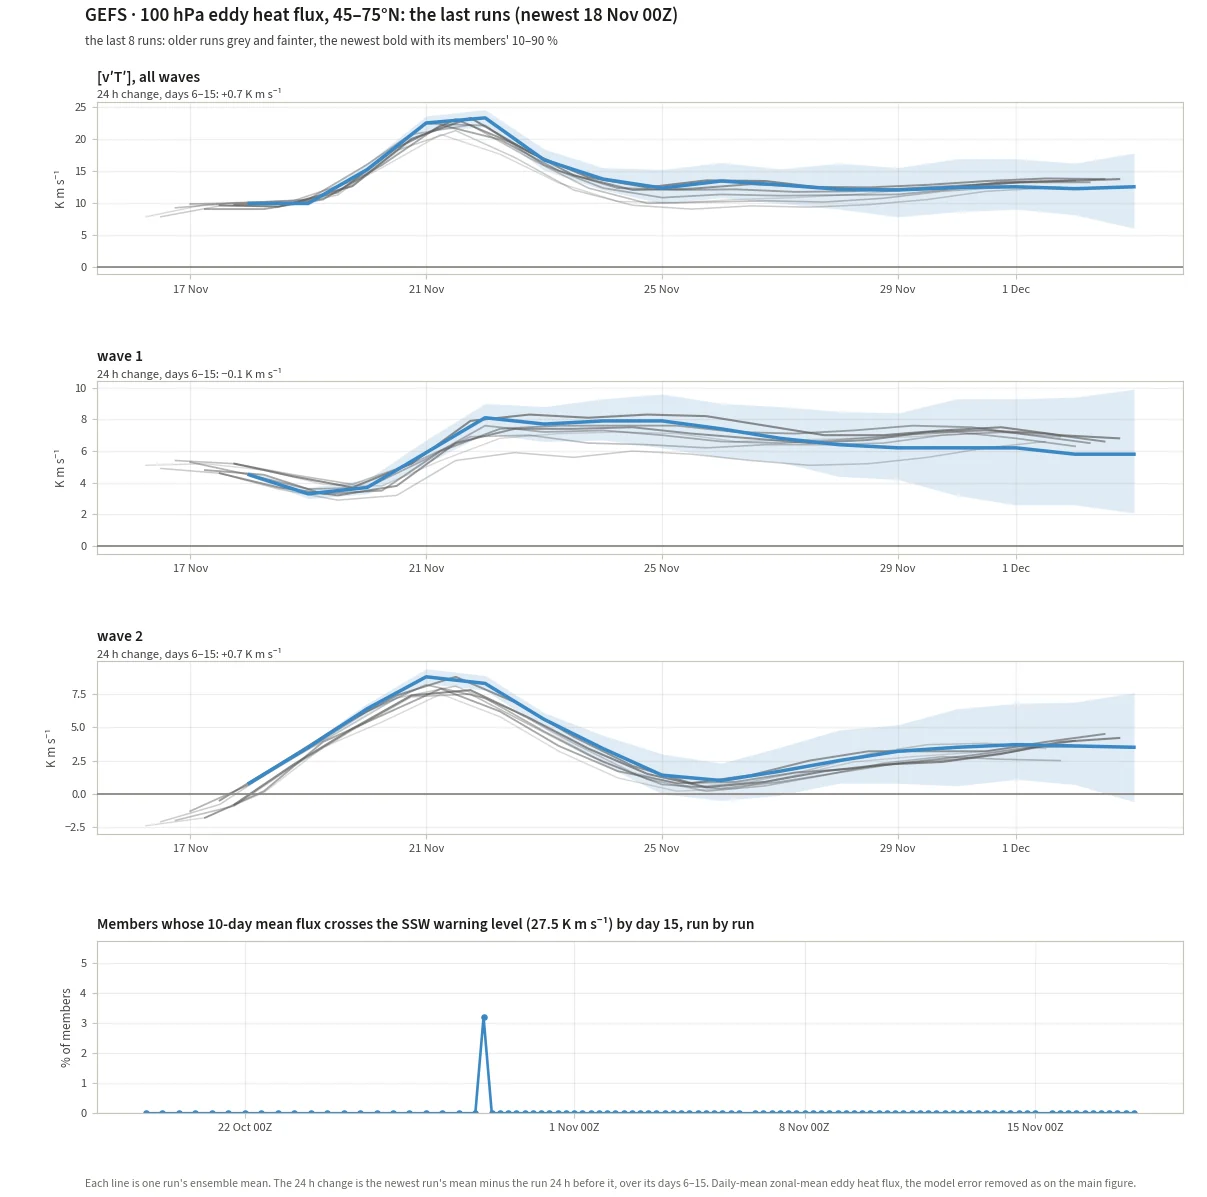 GEFS · 100 hPa eddy heat flux, 45–75°N: the last runs (newest 18 Nov 00Z)
the last 8 runs: older runs grey and fainter, the newest bold with its members' 10–90 %
[v′T′], all waves
24 h change, days 6–15: +0.7 K m s⁻¹
25
20
15
10
5
0
K m s⁻¹
17 Nov
21 Nov
25 Nov
29 Nov
1 Dec
wave 1
24 h change, days 6–15: −0.1 K m s⁻¹
10
8
6
4
2
0
K m s⁻¹
17 Nov
21 Nov
25 Nov
29 Nov
1 Dec
wave 2
24 h change, days 6–15: +0.7 K m s⁻¹
7.5
5.0
2.5
0.0
−2.5
K m s⁻¹
17 Nov
21 Nov
25 Nov
29 Nov
1 Dec
Members whose 10-day mean flux crosses the SSW warning level (27.5 K m s⁻¹) by day 15, run by run
5
4
3
2
1
0
% of members
22 Oct 00Z
1 Nov 00Z
8 Nov 00Z
15 Nov 00Z
Each line is one run's ensemble mean. The 24 h change is the newest run's mean minus the run 24 h before it, over its days 6–15. Daily-mean zonal-mean eddy heat flux, the model error removed as on the main figure.